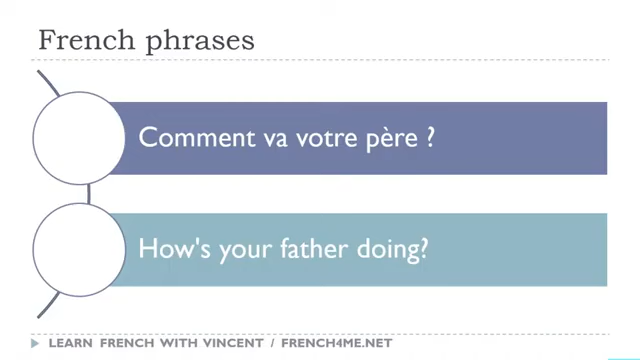 French phrases
Comment va votre père ?
How's your father doing?
LEARN FRENCH WITH VINCENT / FRENCH4ME.NET